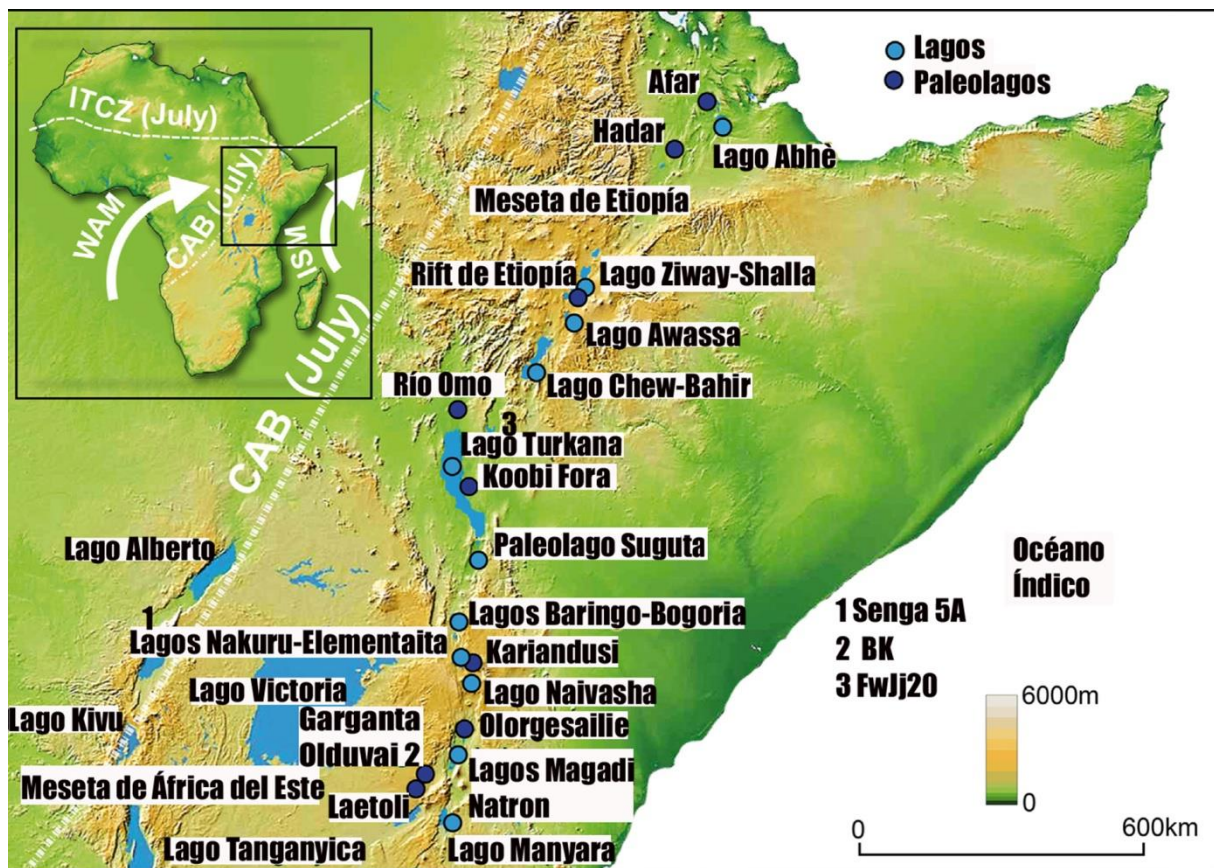 ITCZ (July)
WAM
CAB (July)
ISM
CAB (July)
Lagos
Paleolagos
Afar
Hadar
Lago Abhè
Meseta de Etiopía
Rift de Etiopía
Lago Ziway-Shalla
Lago Awassa
Lago Chew-Bahir
Río Omo
3
Lago Turkana
Koobi Fora
Lago Alberto
Paleolago Suguta
Océano
Índico
1
Lagos Baringo-Bogoria
Lagos Nakuru-Elementaita
Kariandusi
Lago Victoria
Lago Naivasha
Lago Kivu
Garganta
Olduvai 2
Olorgesailie
Meseta de África del Este
Laetoli
Lagos Magadi
Natron
Lago Tanganyica
Lago Manyara
1 Senga 5A
2 BK
3 FwJj20
6000m
0
0
600km